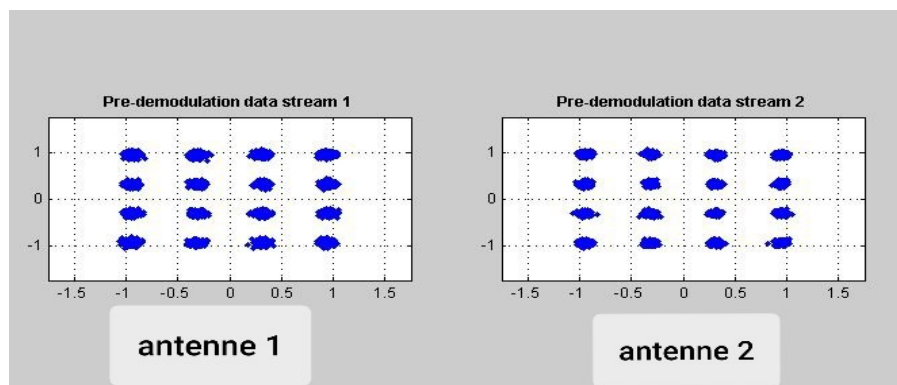 Pre-demodulation data stream 1
Pre-demodulation data stream 2
1
0
-1
-1.5 -1 -0.5 0 0.5 1 1.5
1
0
-1
-1.5 -1 -0.5 0 0.5 1 1.5
antenne 1
antenne 2